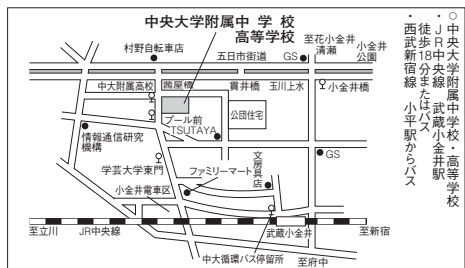 ○中央大学附属中学校・高等学校
・JR中央線 武蔵小金井駅
徒歩18分またはバス
・西武新宿線 小平駅からバス
中央大学附属中 学 校
高等学校
村野自転車店
五日市街道
GS
至花小金井
清瀬
小金井
公園
中大附属高校
茜屋橋
貫井橋
玉川上水
小金井橋
プール前
TSUTAYA
公団住宅
情報通信研究
機構
学芸大学東門
ファミリーマート
文房具店
GS
小金井電車区
至立川
JR中央線
武蔵小金井
至新宿
中大循環バス停留所
至府中